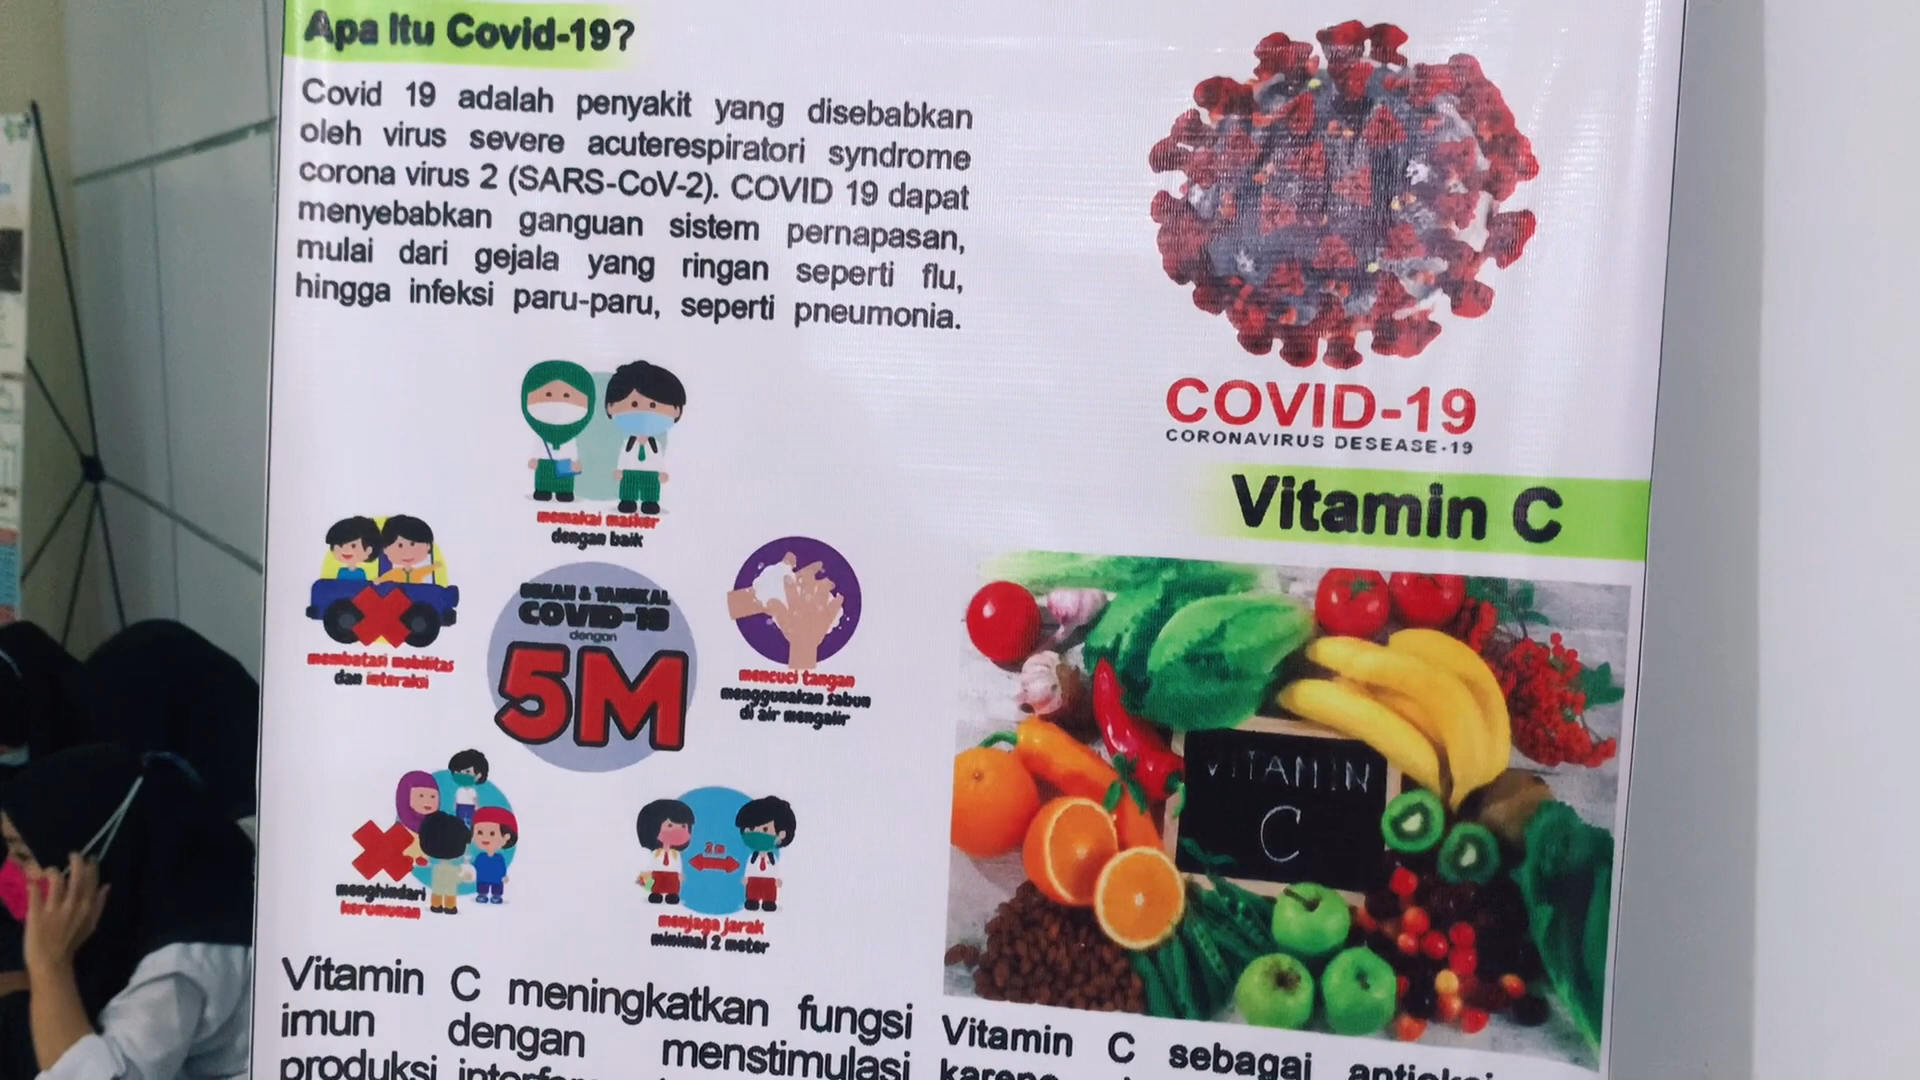 Apa Itu Covid-19?
Covid 19 adalah penyakit yang disebabkan
oleh virus severe acuterespiratori syndrome
corona virus 2 (SARS-CoV-2). COVID 19 dapat
menyebabkan ganguan sistem pernapasan,
mulai dari gejala yang ringan seperti flu,
hingga infeksi paru-paru, seperti pneumonia.
COVID-19
CORONAVIRUS DESEASE-19
memakai masker
dengan baik
membatasi mobilitas
dan interaksi
COVID-19
dengan
5M
mencuci tangan
menggunakan sabun
di air mengalir
menghindari
kerumunan
2 m
menjaga jarak
minimal 2 meter
Vitamin C
VITAMIN
C
Vitamin C meningkatkan fungsi
imun dengan menstimulasi
produksi
Vitamin C sebagai